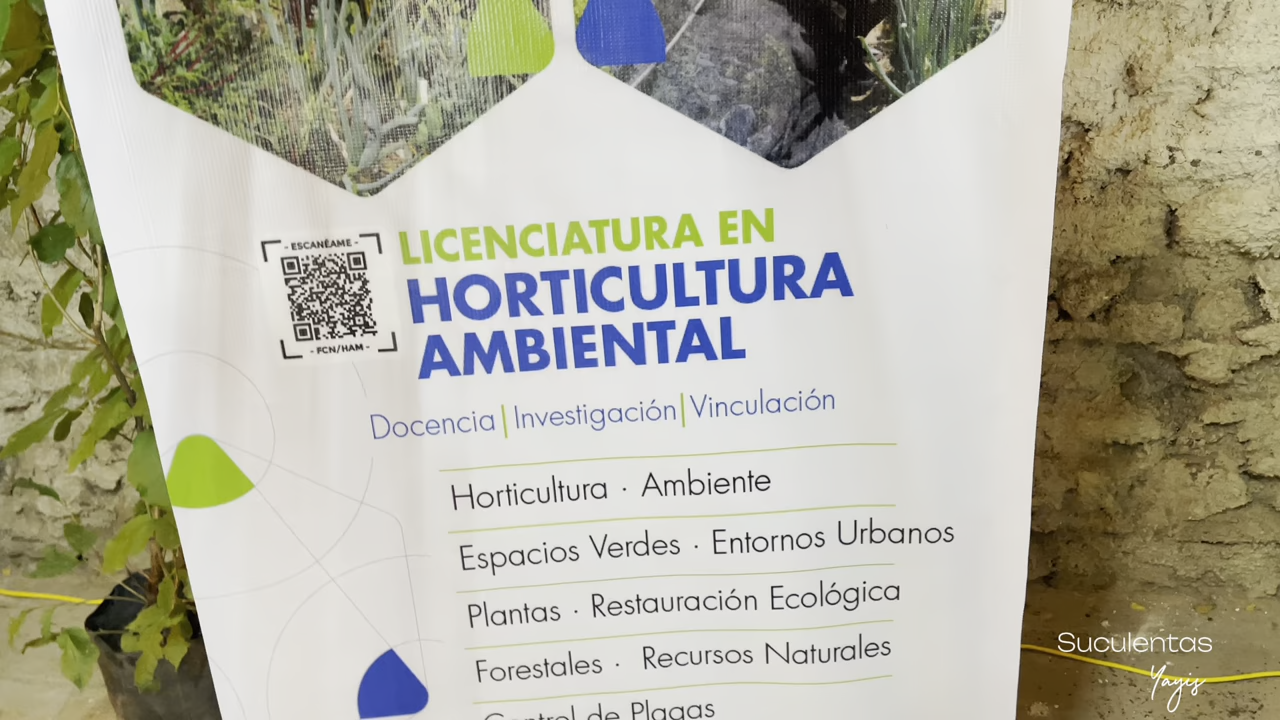 - ESCANÉAME -
- FCN/HAM -
LICENCIATURA EN
HORTICULTURA
AMBIENTAL
Docencia|Investigación|Vinculación
Horticultura · Ambiente
Espacios Verdes · Entornos Urbanos
Plantas · Restauración Ecológica
Forestales · Recursos Naturales
Control de Plagas
Suculentas
Yayis